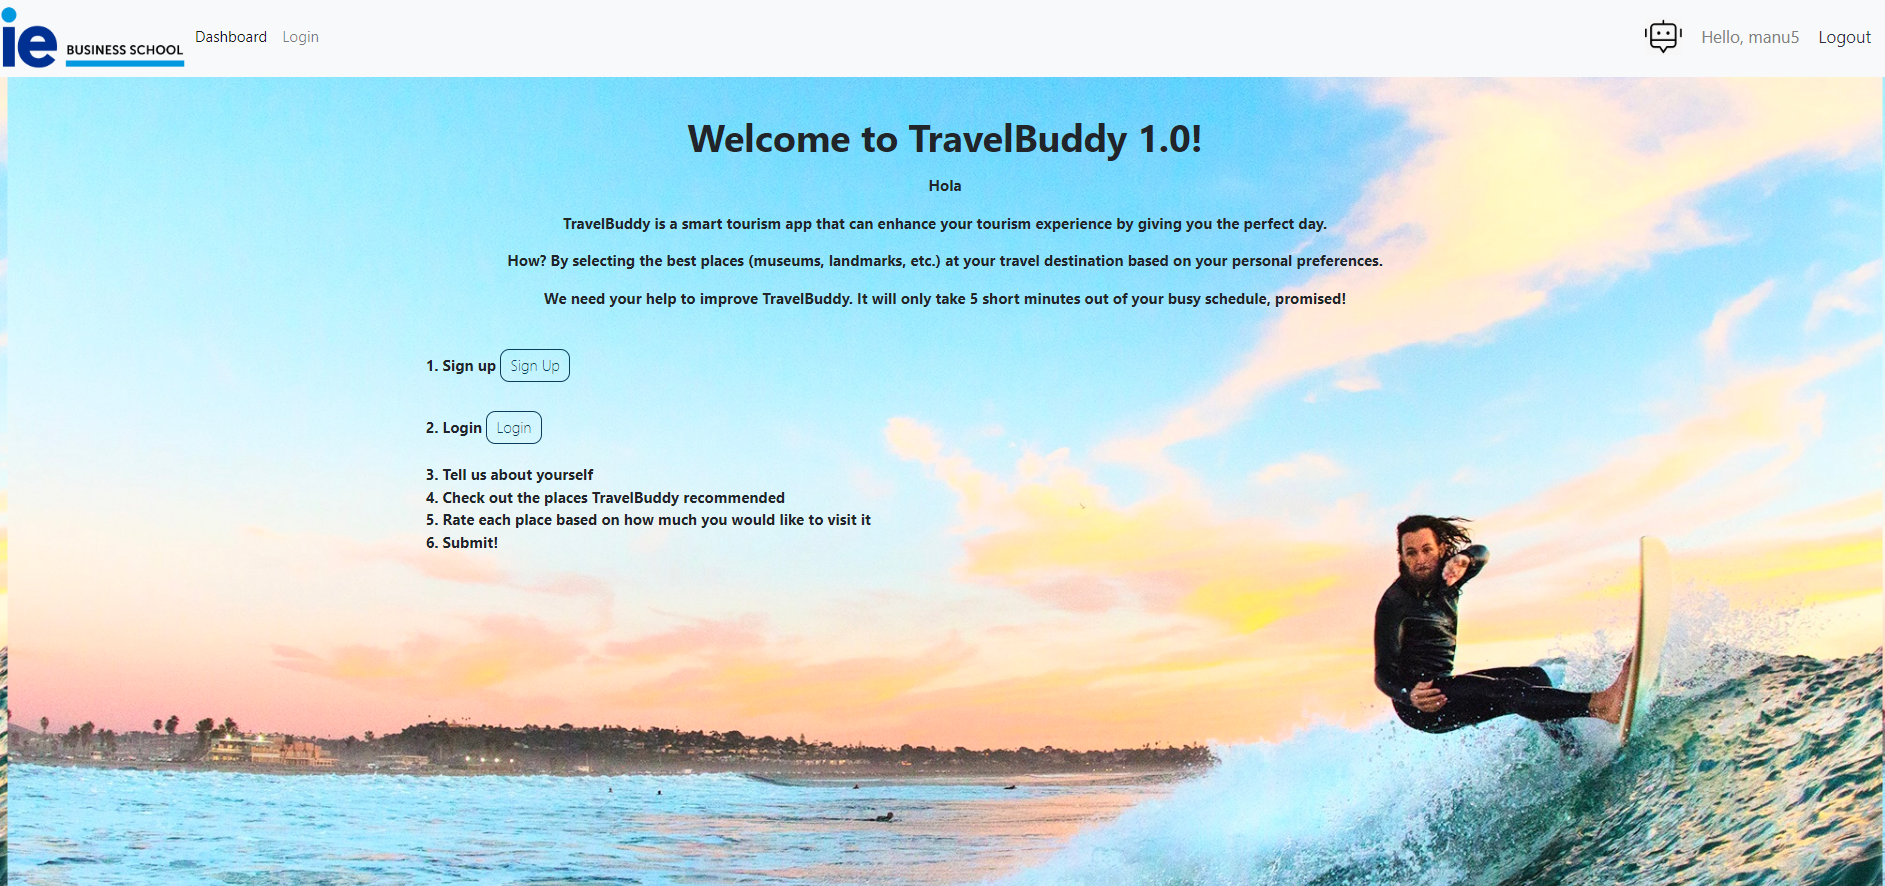 ie BUSINESS SCHOOL Dashboard Login Hello, manu5 Logout
Welcome to TravelBuddy 1.0!
Hola
TravelBuddy is a smart tourism app that can enhance your tourism experience by giving you the perfect day.
How? By selecting the best places (museums, landmarks, etc.) at your travel destination based on your personal preferences.
We need your help to improve TravelBuddy. It will only take 5 short minutes out of your busy schedule, promised!
1. Sign up Sign Up
2. Login Login
3. Tell us about yourself
4. Check out the places TravelBuddy recommended
5. Rate each place based on how much you would like to visit it
6. Submit!